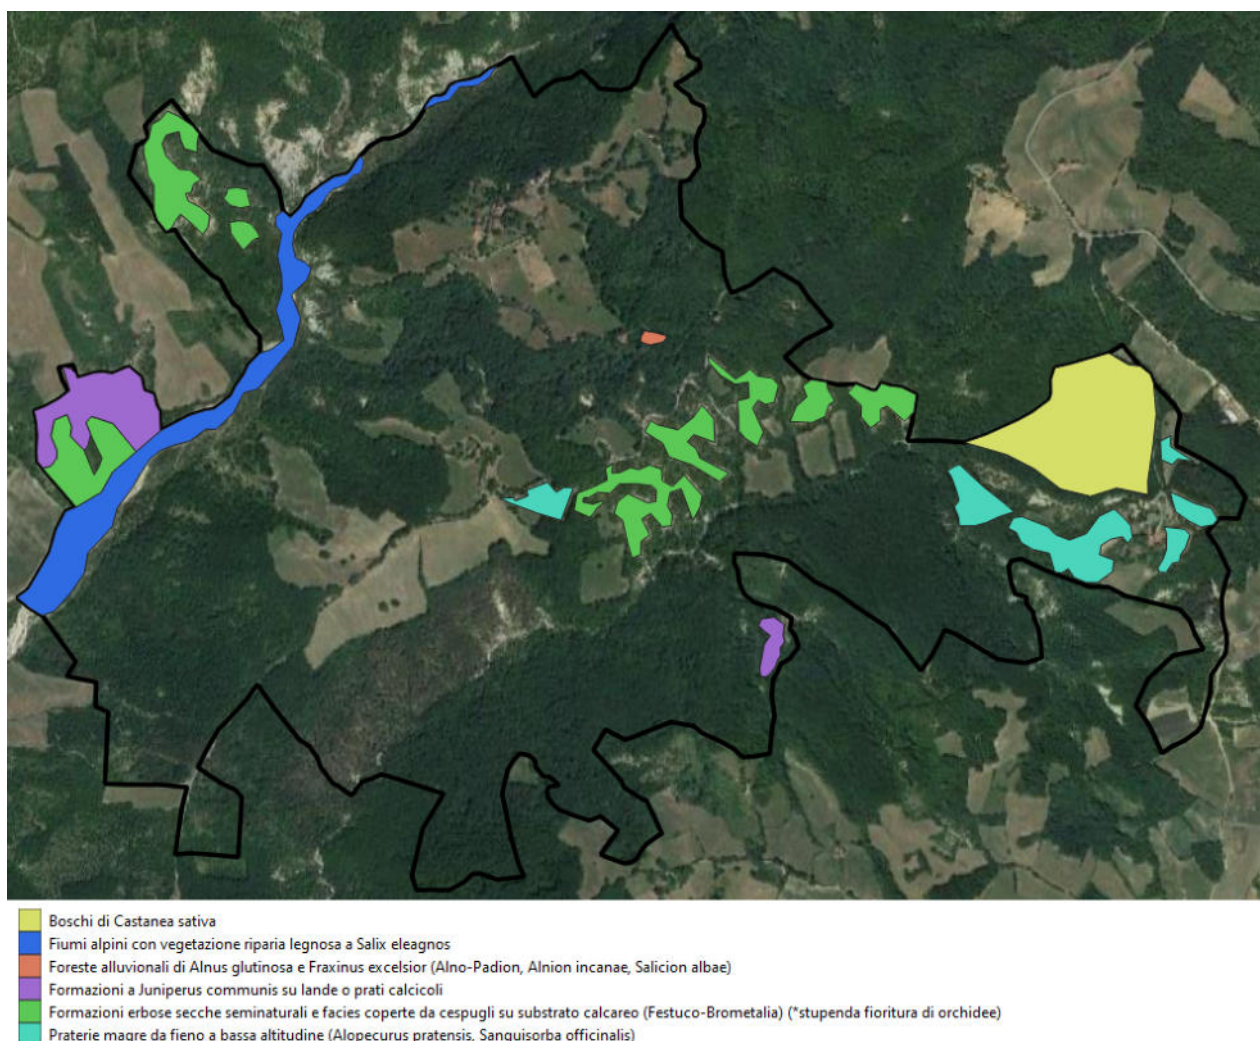 Boschi di Castanea sativa
Fiumi alpini con vegetazione riparia legnosa a Salix eleagnos
Foreste alluvionali di Alnus glutinosa e Fraxinus excelsior (Alno-Padion, Alnion incanae, Salicion albae)
Formazioni a Juniperus communis su lande o prati calcicoli
Formazioni erbose secche seminaturali e facies coperte da cespugli su substrato calcareo (Festuco-Brometalia) (*stupenda fioritura di orchidee)
Praterie magre da fieno a bassa altitudine (Alopecurus pratensis, Sanguisorba officinalis)